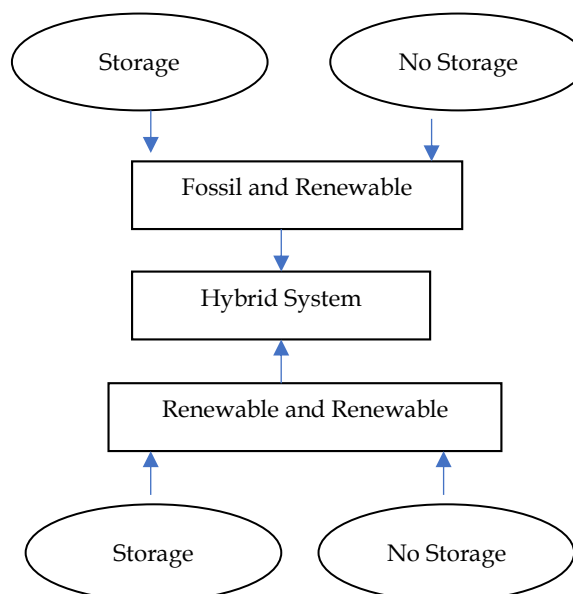 Storage
No Storage
Fossil and Renewable
Hybrid System
Renewable and Renewable
Storage
No Storage